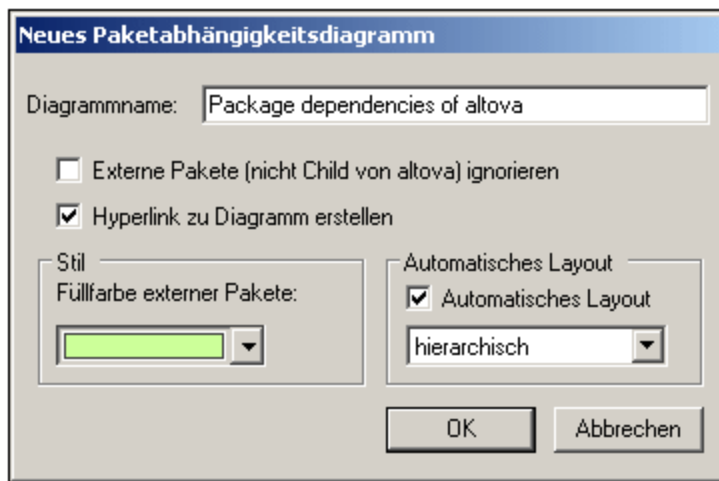 Neues Paketabhängigkeitsdiagramm
Diagrammname: Package dependencies of altova
Externe Pakete (nicht Child von altova) ignorieren
Hyperlink zu Diagramm erstellen
Stil
Füllfarbe externer Pakete:
Automatisches Layout
Automatisches Layout
hierarchisch
OK Abbrechen